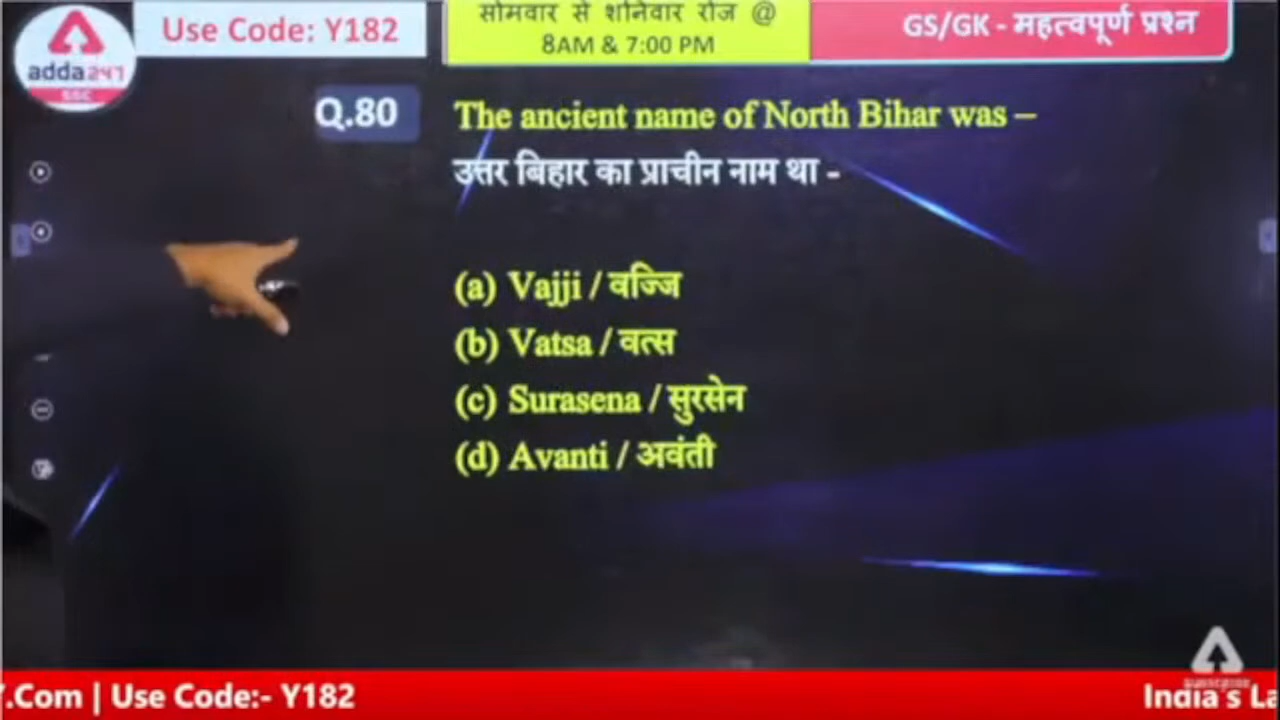 Use Code: Y182
सोमवार से शनिवार रोज @
8AM & 7:00 PM
GS/GK - महत्वपूर्ण प्रश्न
adda247
SSC
Q.80 The ancient name of North Bihar was –
उत्तर बिहार का प्राचीन नाम था -
(a) Vajji / वज्जि
(b) Vatsa / वत्स
(c) Surasena / सुरसेन
(d) Avanti / अवंती
SUBSCRIBE
.Com | Use Code:- Y182
India's La